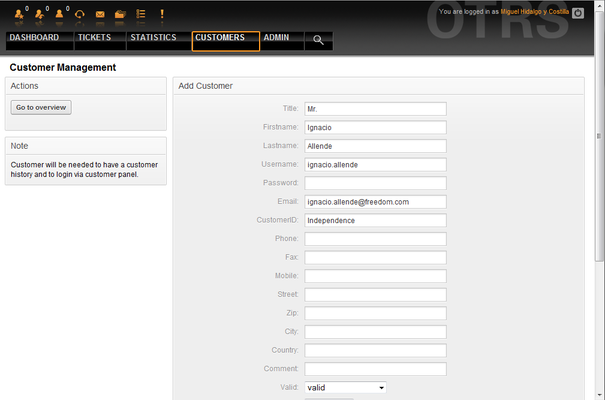 0 0 0
OTRS
You are logged in as Miguel Hidalgo y Costilla
DASHBOARD TICKETS STATISTICS CUSTOMERS ADMIN
Customer Management
Actions
Go to overview
Note
Customer will be needed to have a customer
history and to login via customer panel.
Add Customer
Title: Mr.
Firstname: Ignacio
Lastname: Allende
Username: ignacio.allende
Password:
Email: ignacio.allende@freedom.com
CustomerID: Independence
Phone:
Fax:
Mobile:
Street:
Zip:
City:
Country:
Comment:
Valid: valid